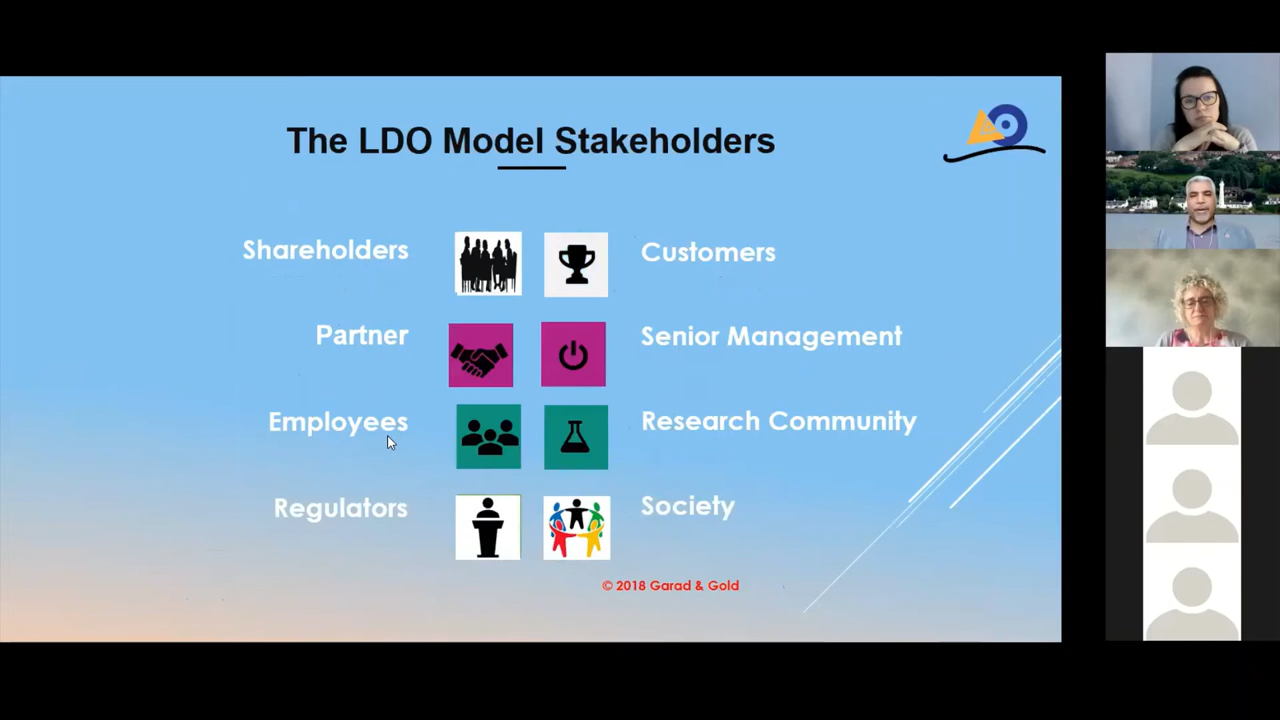 The LDO Model Stakeholders
Shareholders
Customers
Partner
Senior Management
Employees
Research Community
Regulators
Society
© 2018 Garad & Gold